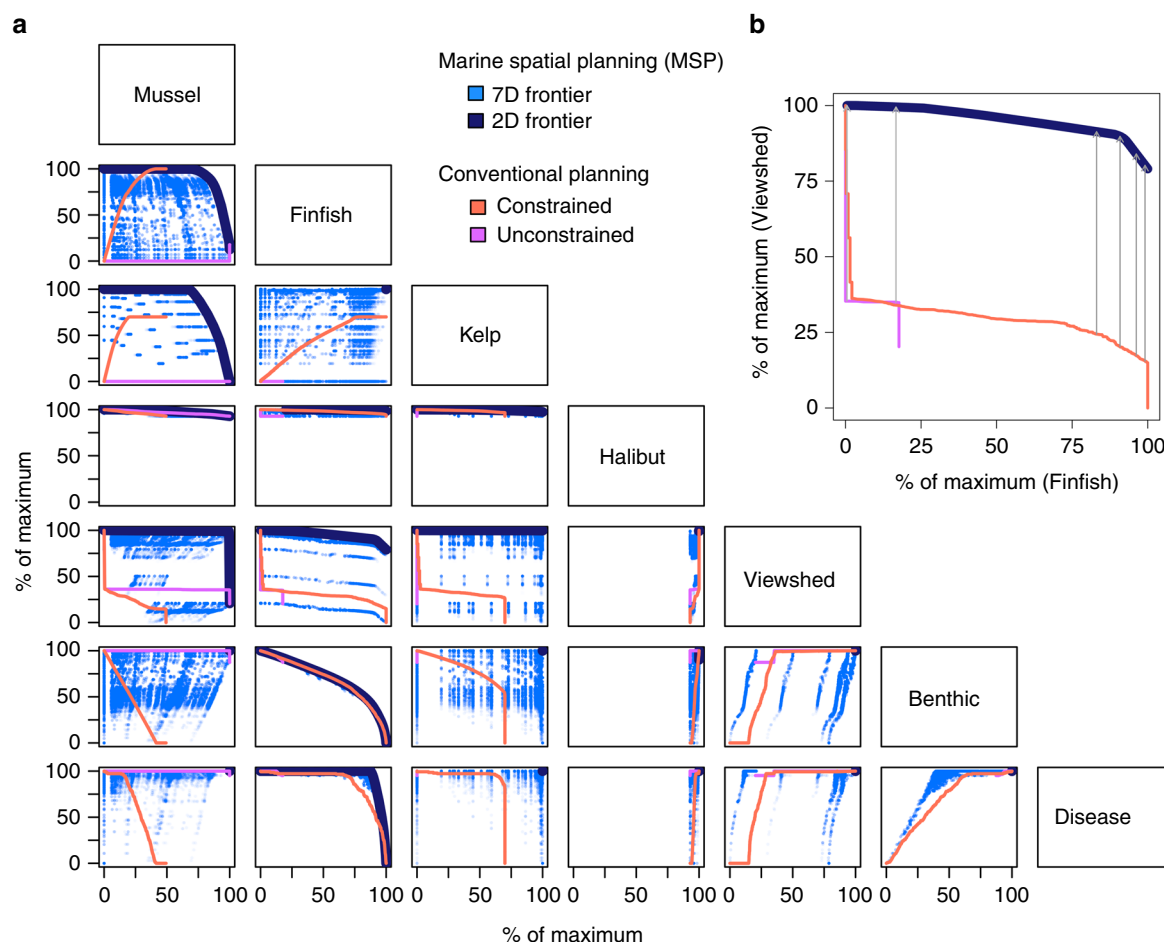 a
b
Mussel
Marine spatial planning (MSP)
7D frontier
2D frontier
Conventional planning
Constrained
Unconstrained
100
50
0
Finfish
100
50
0
Kelp
100
50
0
Halibut
100
50
0
Viewshed
100
50
0
Benthic
100
50
0
Disease
0 50 100
0 50 100
0 50 100
0 50 100
0 50 100
0 50 100
0 50 100
% of maximum
% of maximum
100
75
50
25
0
% of maximum (Viewshed)
0 25 50 75 100
% of maximum (Finfish)